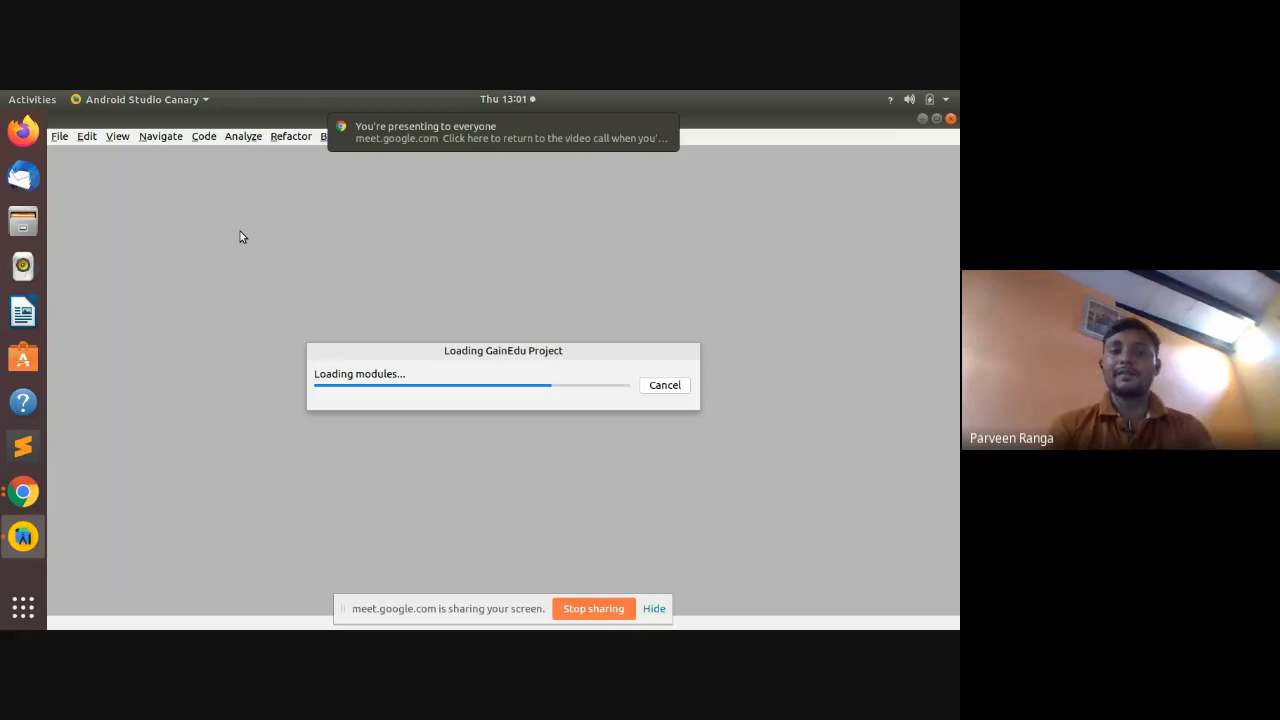 Activities Android Studio Canary Thu 13:01 ?
You're presenting to everyone
meet.google.com Click here to return to the video call when you'...
File Edit View Navigate Code Analyze Refactor B
Loading GainEdu Project
Loading modules...
Cancel
Parveen Ranga
meet.google.com is sharing your screen. Stop sharing Hide